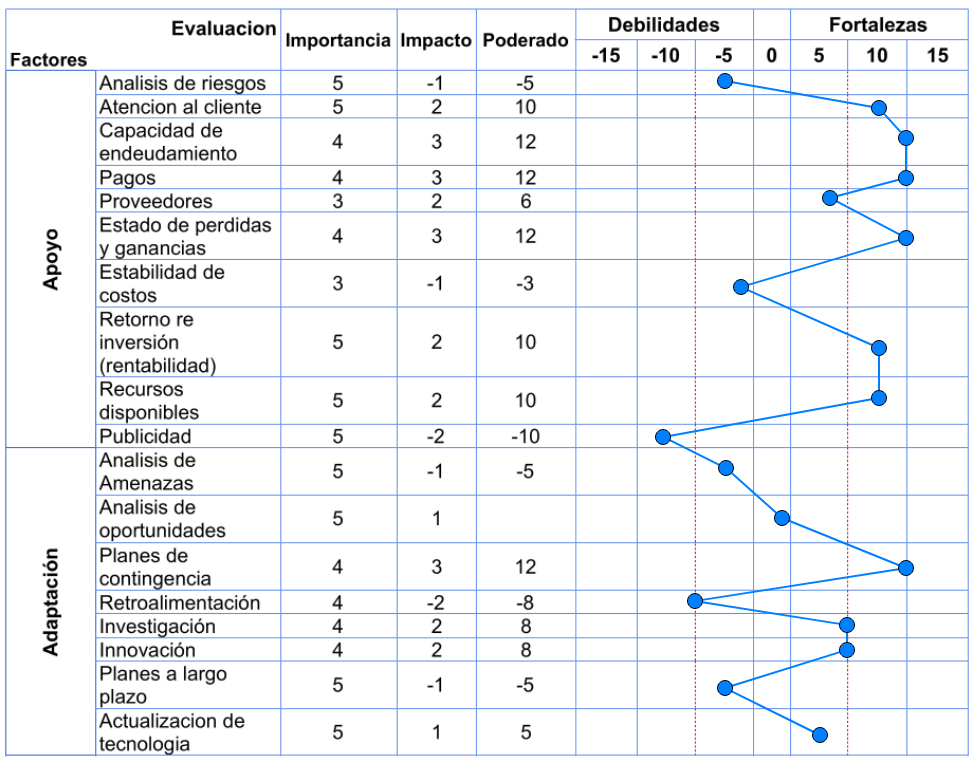 Evaluacion
Factores
Importancia Impacto Poderado
Debilidades Fortalezas
-15 -10 -5 0 5 10 15
Apoyo
Analisis de riesgos 5 -1 -5
Atencion al cliente 5 2 10
Capacidad de
endeudamiento 4 3 12
Pagos 4 3 12
Proveedores 3 2 6
Estado de perdidas
y ganancias 4 3 12
Estabilidad de
costos 3 -1 -3
Retorno re
inversión 5 2 10
(rentabilidad)
Recursos
disponibles 5 2 10
Publicidad 5 -2 -10
Adaptación
Analisis de
Amenazas 5 -1 -5
Analisis de
oportunidades 5 1
Planes de
contingencia 4 3 12
Retroalimentación 4 -2 -8
Investigación 4 2 8
Innovación 4 2 8
Planes a largo
plazo 5 -1 -5
Actualizacion de
tecnologia 5 1 5